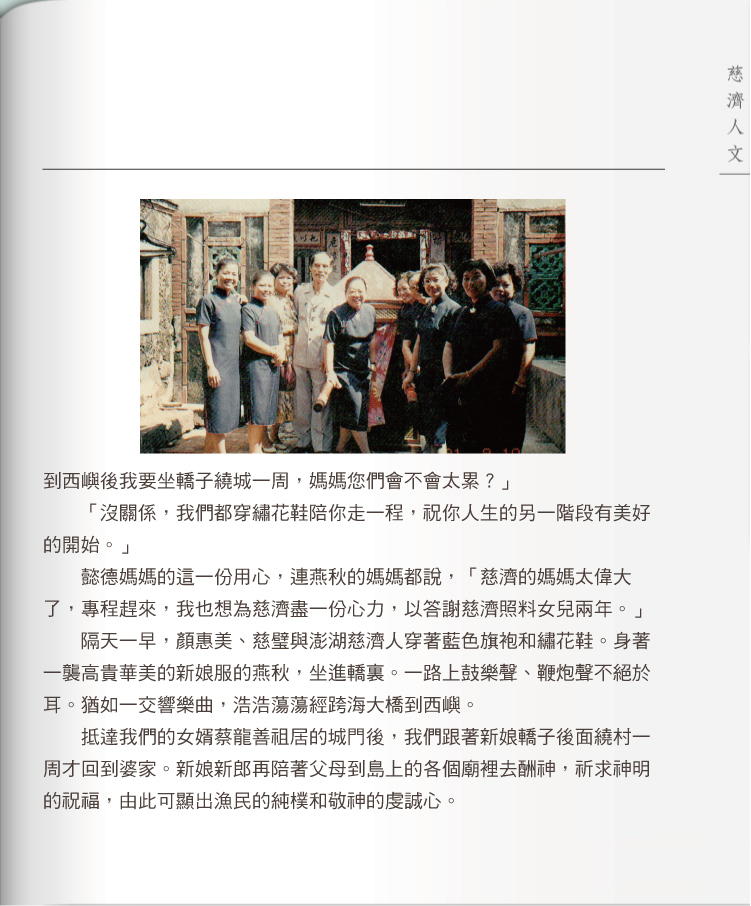 慈濟人文
到西嶼後我要坐轎子繞城一周，媽媽您們會不會太累？」
「沒關係，我們都穿繡花鞋陪你走一程，祝你人生的另一階段有美好
的開始。」
懿德媽媽的這一份用心，連燕秋的媽媽都說，「慈濟的媽媽太偉大
了，專程趕來，我也想為慈濟盡一份心力，以答謝慈濟照料女兒兩年。」
隔天一早，顏惠美、慈璧與澎湖慈濟人穿著藍色旗袍和繡花鞋。身著
一襲高貴華美的新娘服的燕秋，坐進轎裏。一路上鼓樂聲、鞭炮聲不絕於
耳。猶如一交響樂曲，浩浩蕩蕩經跨海大橋到西嶼。
抵達我們的女婿蔡龍善祖居的城門後，我們跟著新娘轎子後面繞村一
周才回到婆家。新娘新郎再陪著父母到島上的各個廟裡去酬神，祈求神明
的祝福，由此可顯出漁民的純樸和敬神的虔誠心。